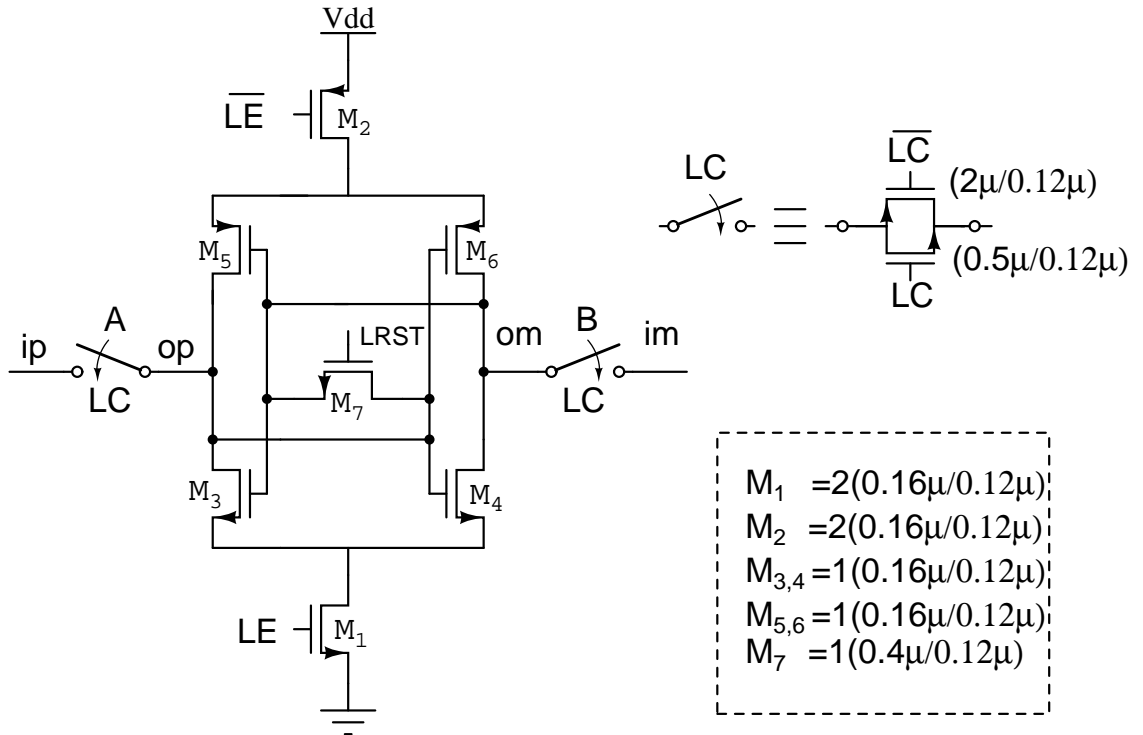 Vdd
L̅E̅
M₂
L̅C̅
LC
(2μ/0.12μ)
M₅
M₆
(0.5μ/0.12μ)
LC
A
LRST
B
ip
op
om
im
LC
M₇
LC
M₃
M₄
M₁ =2(0.16μ/0.12μ)
M₂ =2(0.16μ/0.12μ)
M₃,₄=1(0.16μ/0.12μ)
M₅,₆=1(0.16μ/0.12μ)
M₇ =1(0.4μ/0.12μ)
LE
M₁